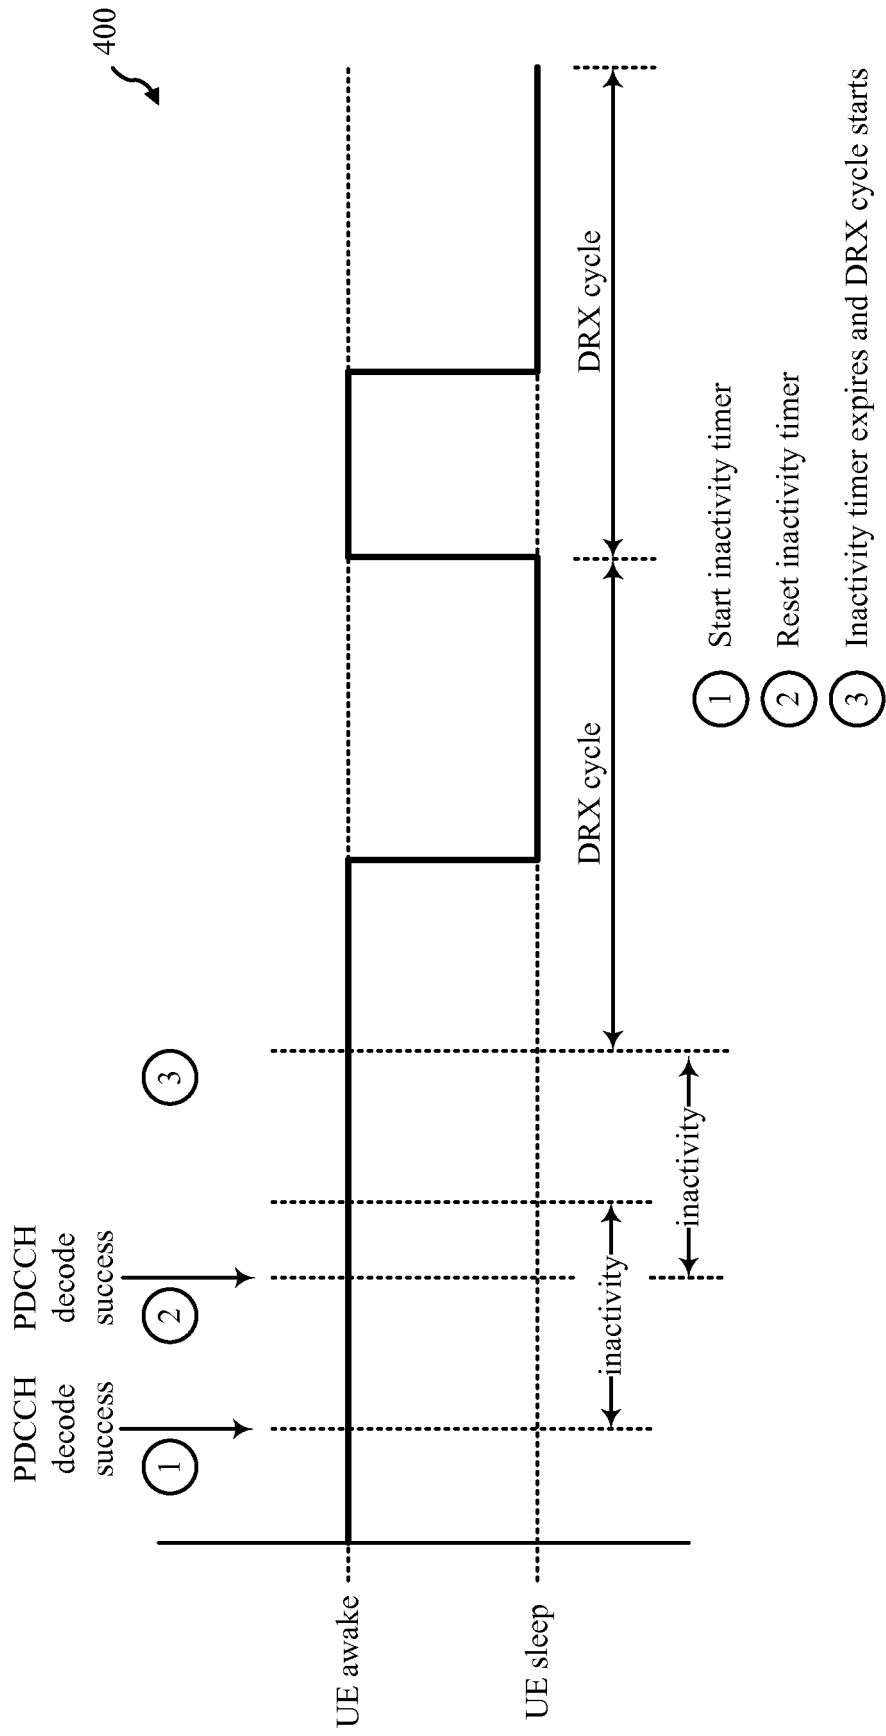 400
PDCCH
decode
success
PDCCH
decode
success
1
2
3
UE awake
UE sleep
DRX cycle
DRX cycle
inactivity
inactivity
1 Start inactivity timer
2 Reset inactivity timer
3 Inactivity timer expires and DRX cycle starts